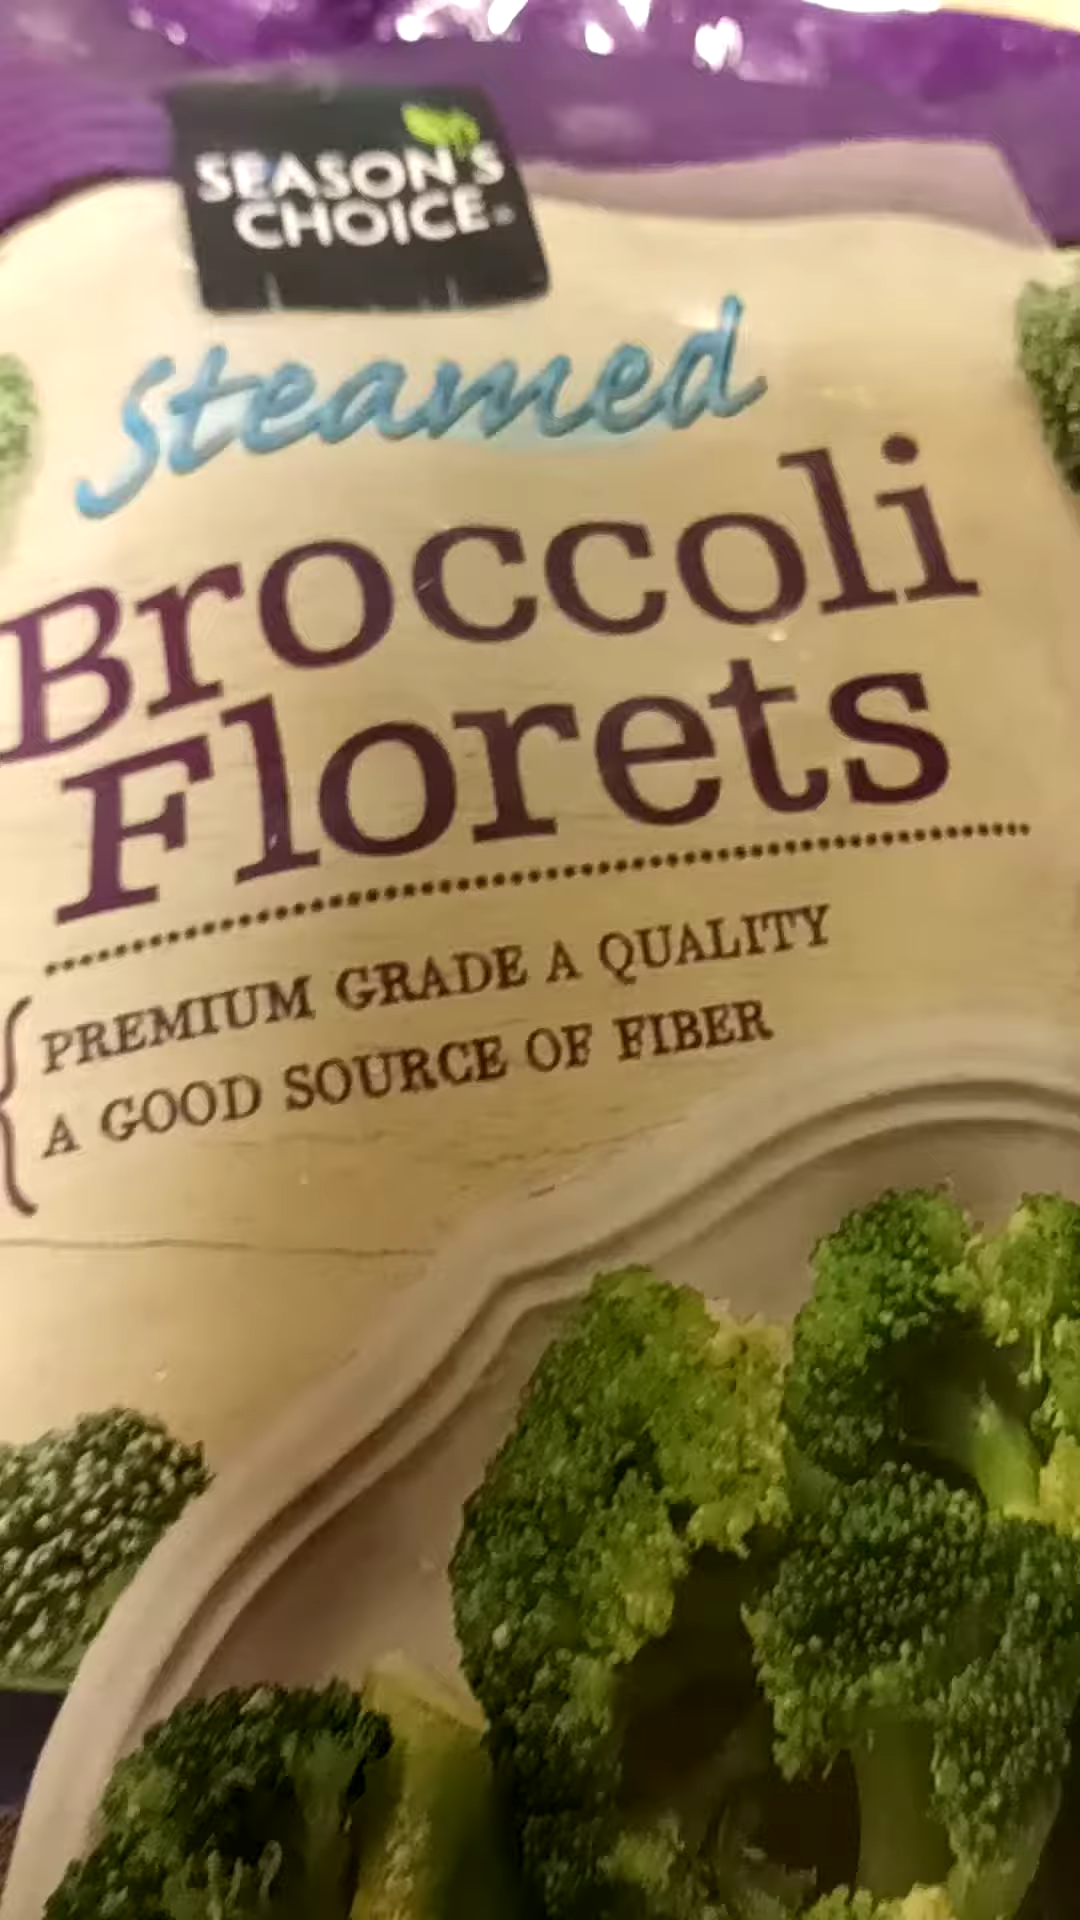 SEASON'S
CHOICE
Steamed
Broccoli
Florets
PREMIUM GRADE A QUALITY
A GOOD SOURCE OF FIBER